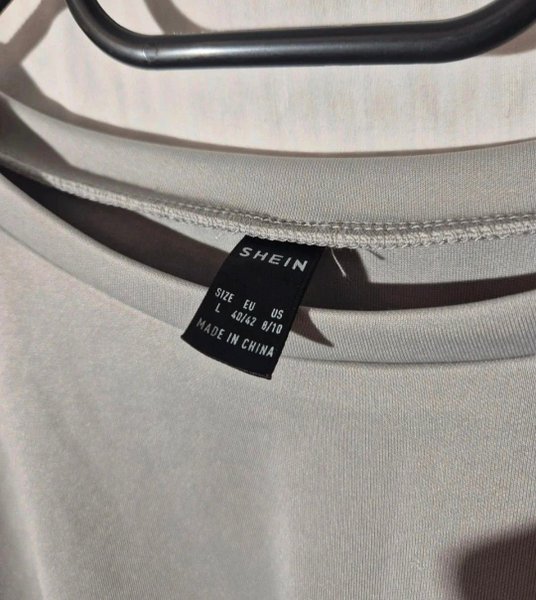 SHEIN
SIZE EU US
L 40/42 8/10
MADE IN CHINA